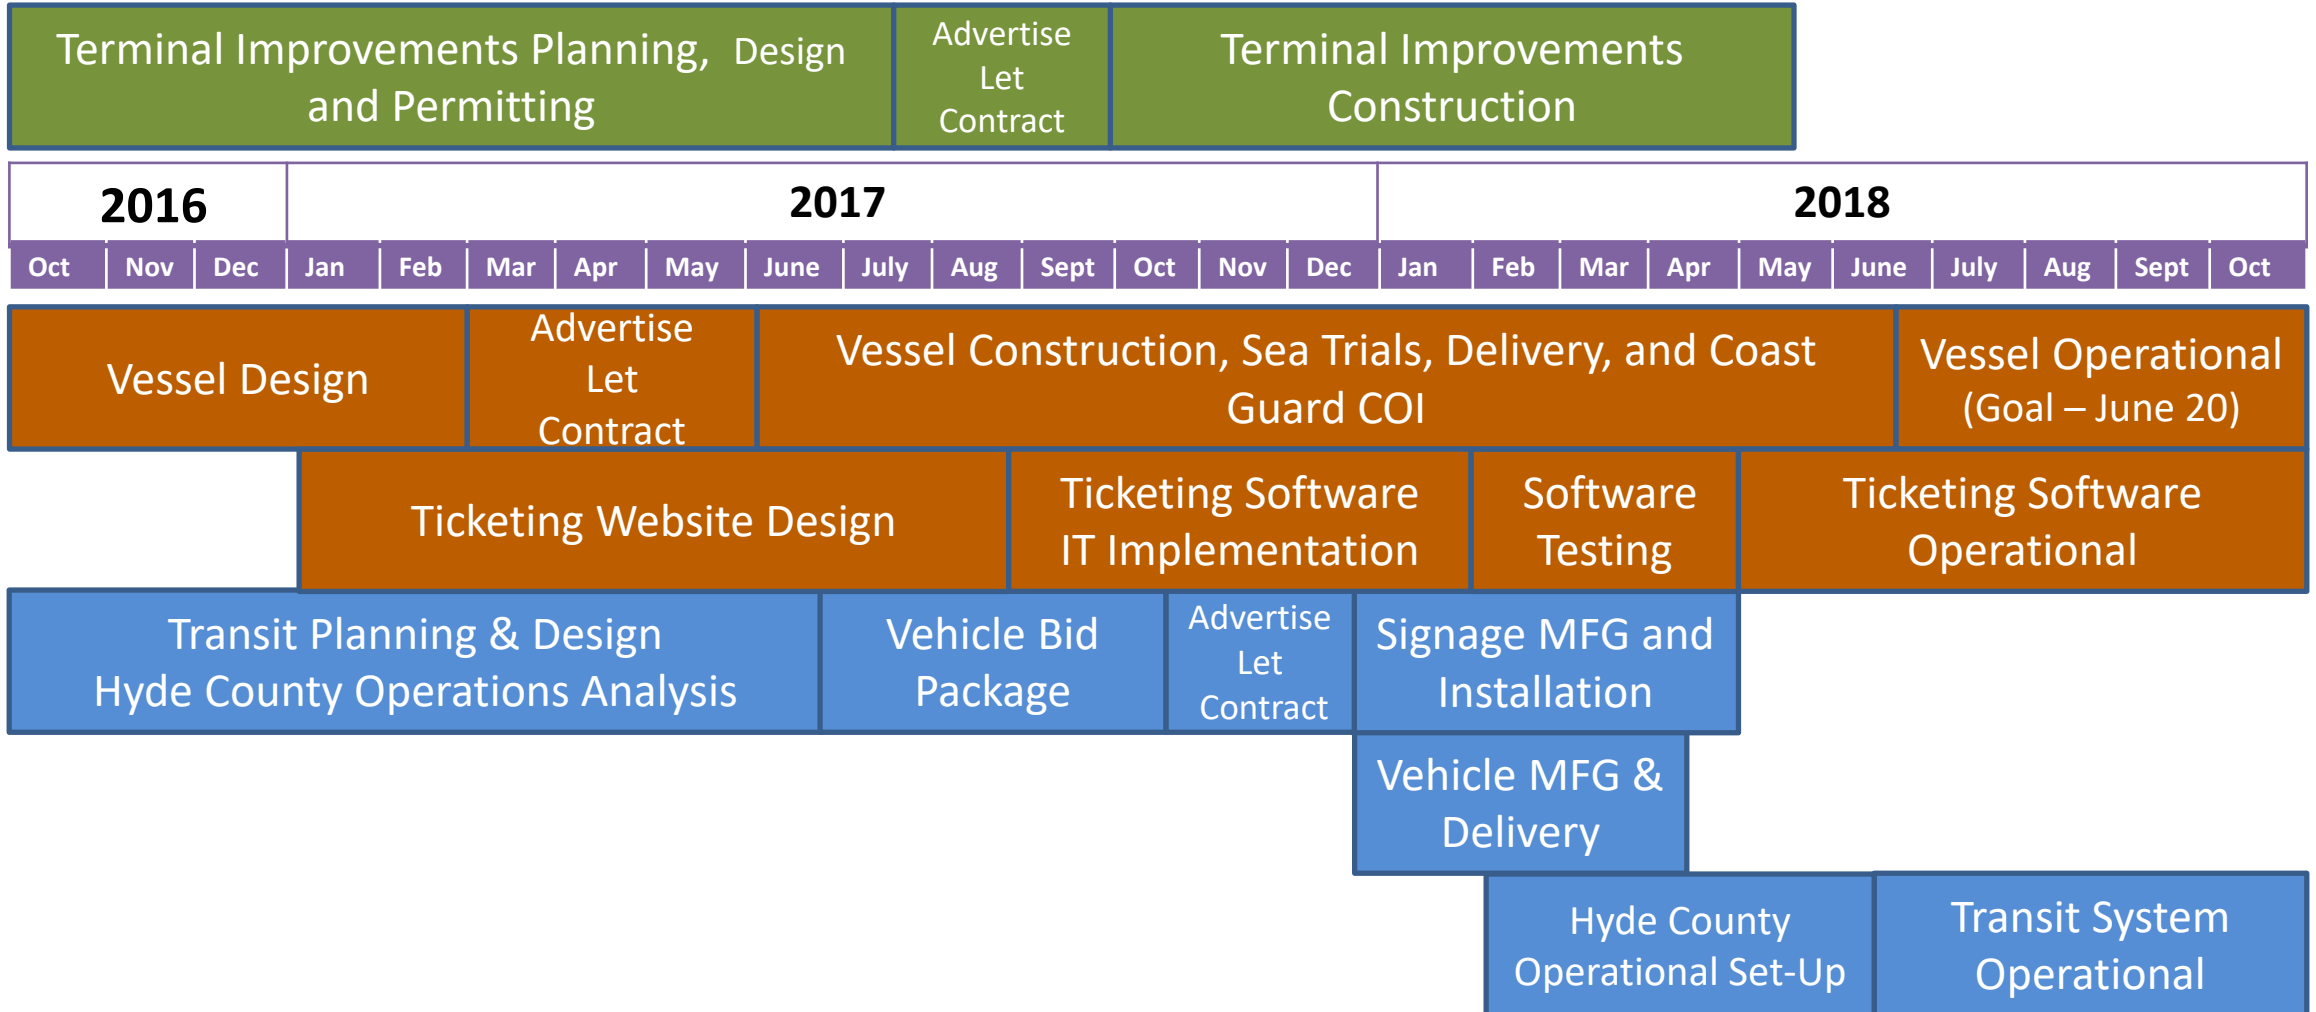 Terminal Improvements Planning, Design
and Permitting
Advertise
Let
Contract
Terminal Improvements
Construction
2016
2017
2018
Oct Nov Dec Jan Feb Mar Apr May June July Aug Sept Oct Nov Dec Jan Feb Mar Apr May June July Aug Sept Oct
Vessel Design
Advertise
Let
Contract
Vessel Construction, Sea Trials, Delivery, and Coast
Guard COI
Vessel Operational
(Goal – June 20)
Ticketing Website Design
Ticketing Software
IT Implementation
Software
Testing
Ticketing Software
Operational
Transit Planning & Design
Hyde County Operations Analysis
Vehicle Bid
Package
Advertise
Let
Contract
Signage MFG and
Installation
Vehicle MFG &
Delivery
Hyde County
Operational Set-Up
Transit System
Operational